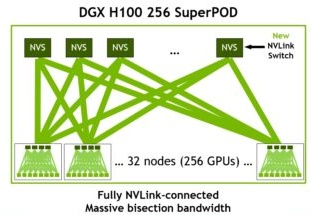 DGX H100 256 SuperPOD
NVS NVS NVS ... NVS
New
NVLink
Switch
... 32 nodes (256 GPUs) ...
Fully NVLink-connected
Massive bisection bandwidth